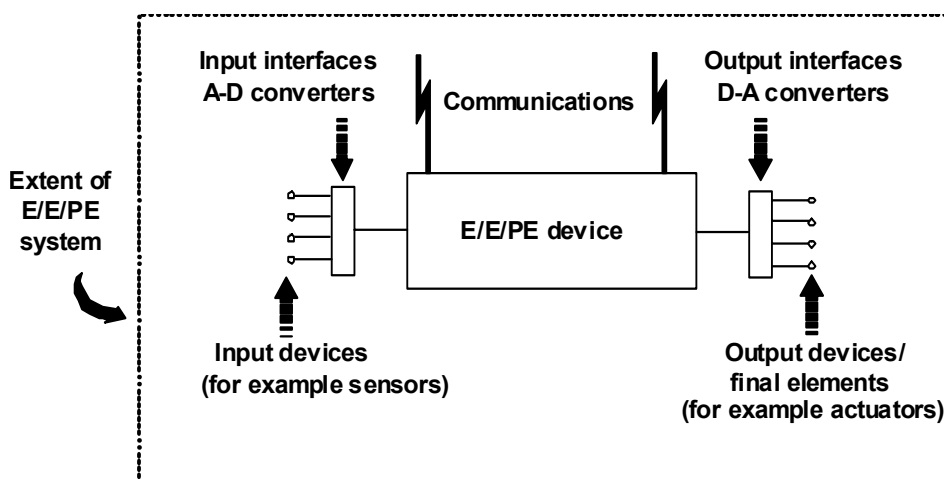 Input interfaces
A-D converters
Communications
Output interfaces
D-A converters
Extent of
E/E/PE
system
E/E/PE device
Input devices
(for example sensors)
Output devices/
final elements
(for example actuators)